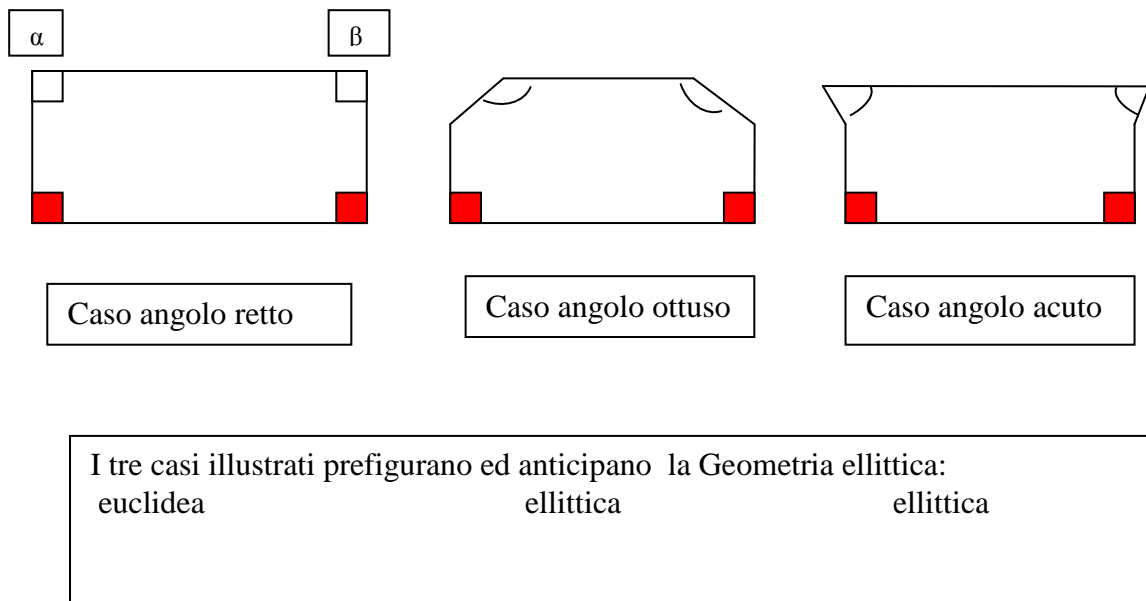 α β
Caso angolo retto Caso angolo ottuso Caso angolo acuto
I tre casi illustrati prefigurano ed anticipano la Geometria ellittica:
euclidea ellittica ellittica